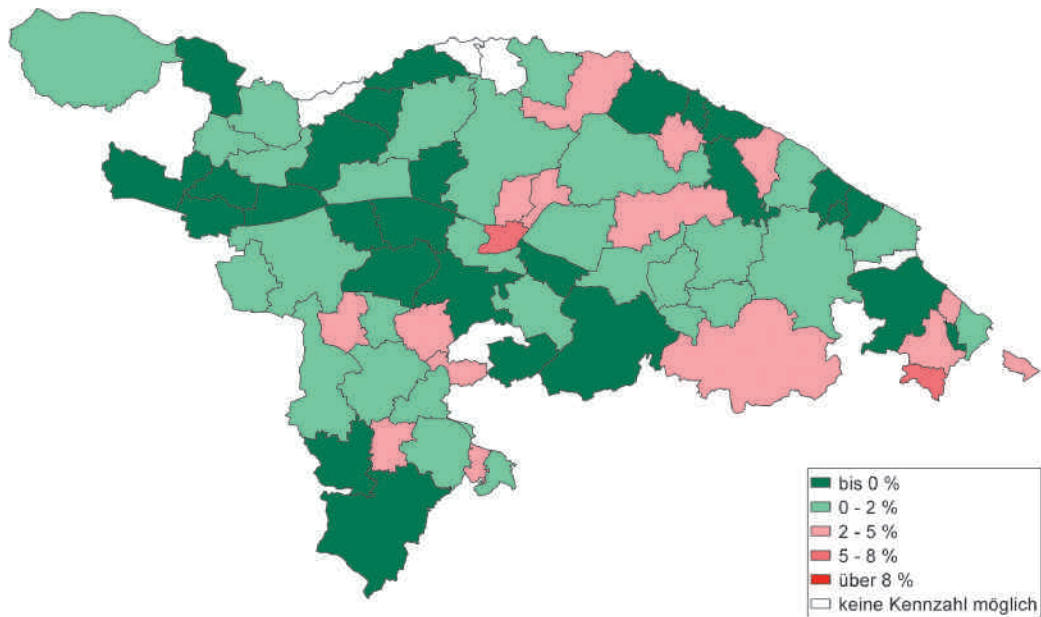 bis 0 %
0 - 2 %
2 - 5 %
5 - 8 %
über 8 %
keine Kennzahl möglich